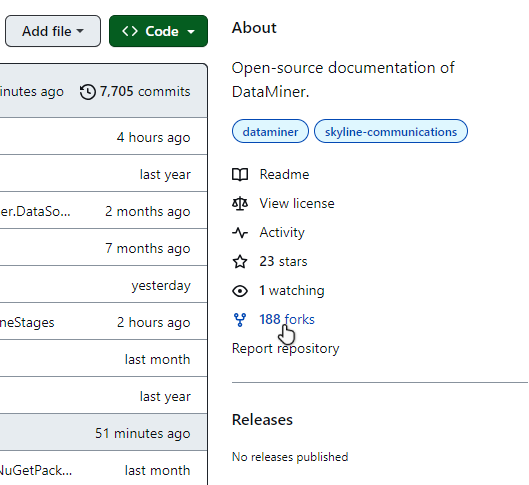 Add file
Code
inutes ago
7,705 commits
4 hours ago
last year
er.DataSo... 2 months ago
7 months ago
yesterday
neStages 2 hours ago
last month
last year
51 minutes ago
NuGetPack... last month
About
Open-source documentation of
DataMiner.
dataminer skyline-communications
Readme
View license
Activity
23 stars
1 watching
188 forks
Report repository
Releases
No releases published